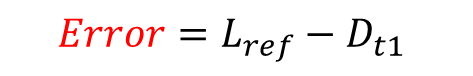 Error = L_ref − D_t1